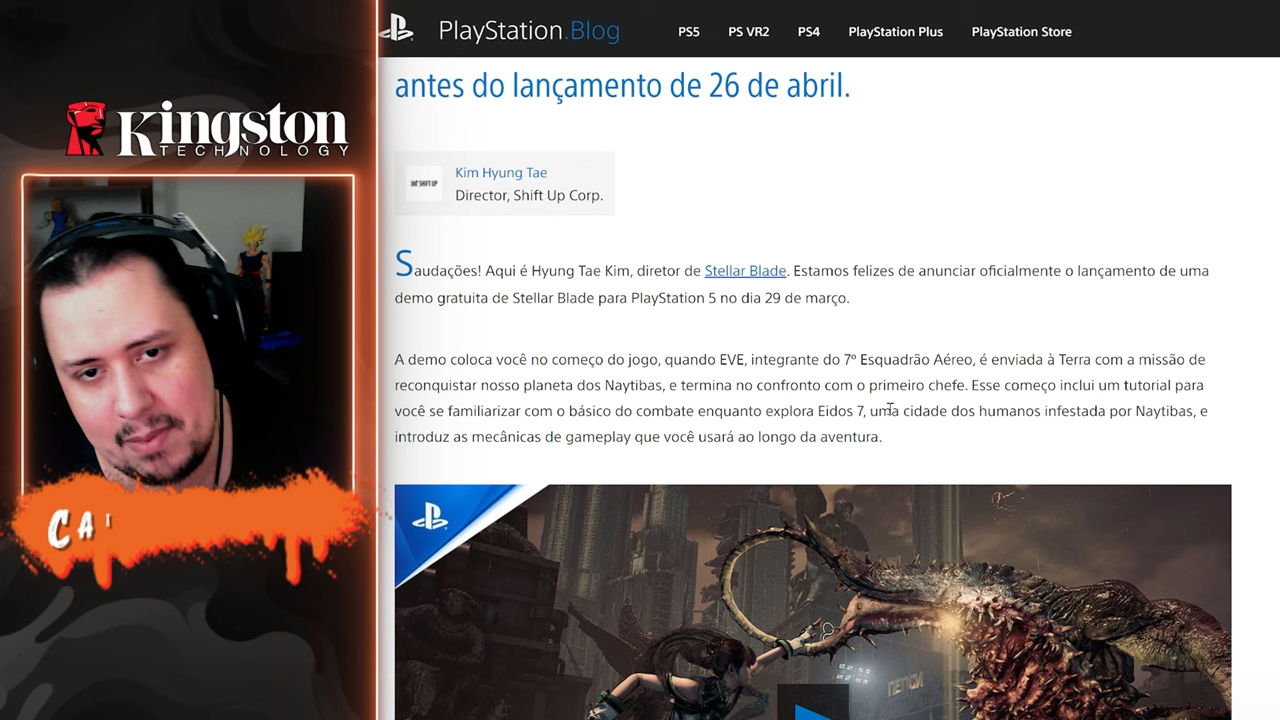 PlayStation.Blog
PS5
PS VR2
PS4
PlayStation Plus
PlayStation Store
antes do lançamento de 26 de abril.
Kingston
TECHNOLOGY
SHIFT UP
Kim Hyung Tae
Director, Shift Up Corp.
Saudações! Aqui é Hyung Tae Kim, diretor de Stellar Blade. Estamos felizes de anunciar oficialmente o lançamento de uma
demo gratuita de Stellar Blade para PlayStation 5 no dia 29 de março.
A demo coloca você no começo do jogo, quando EVE, integrante do 7º Esquadrão Aéreo, é enviada à Terra com a missão de
reconquistar nosso planeta dos Naytibas, e termina no confronto com o primeiro chefe. Esse começo inclui um tutorial para
você se familiarizar com o básico do combate enquanto explora Eidos 7, uma cidade dos humanos infestada por Naytibas, e
introduz as mecânicas de gameplay que você usará ao longo da aventura.
CA